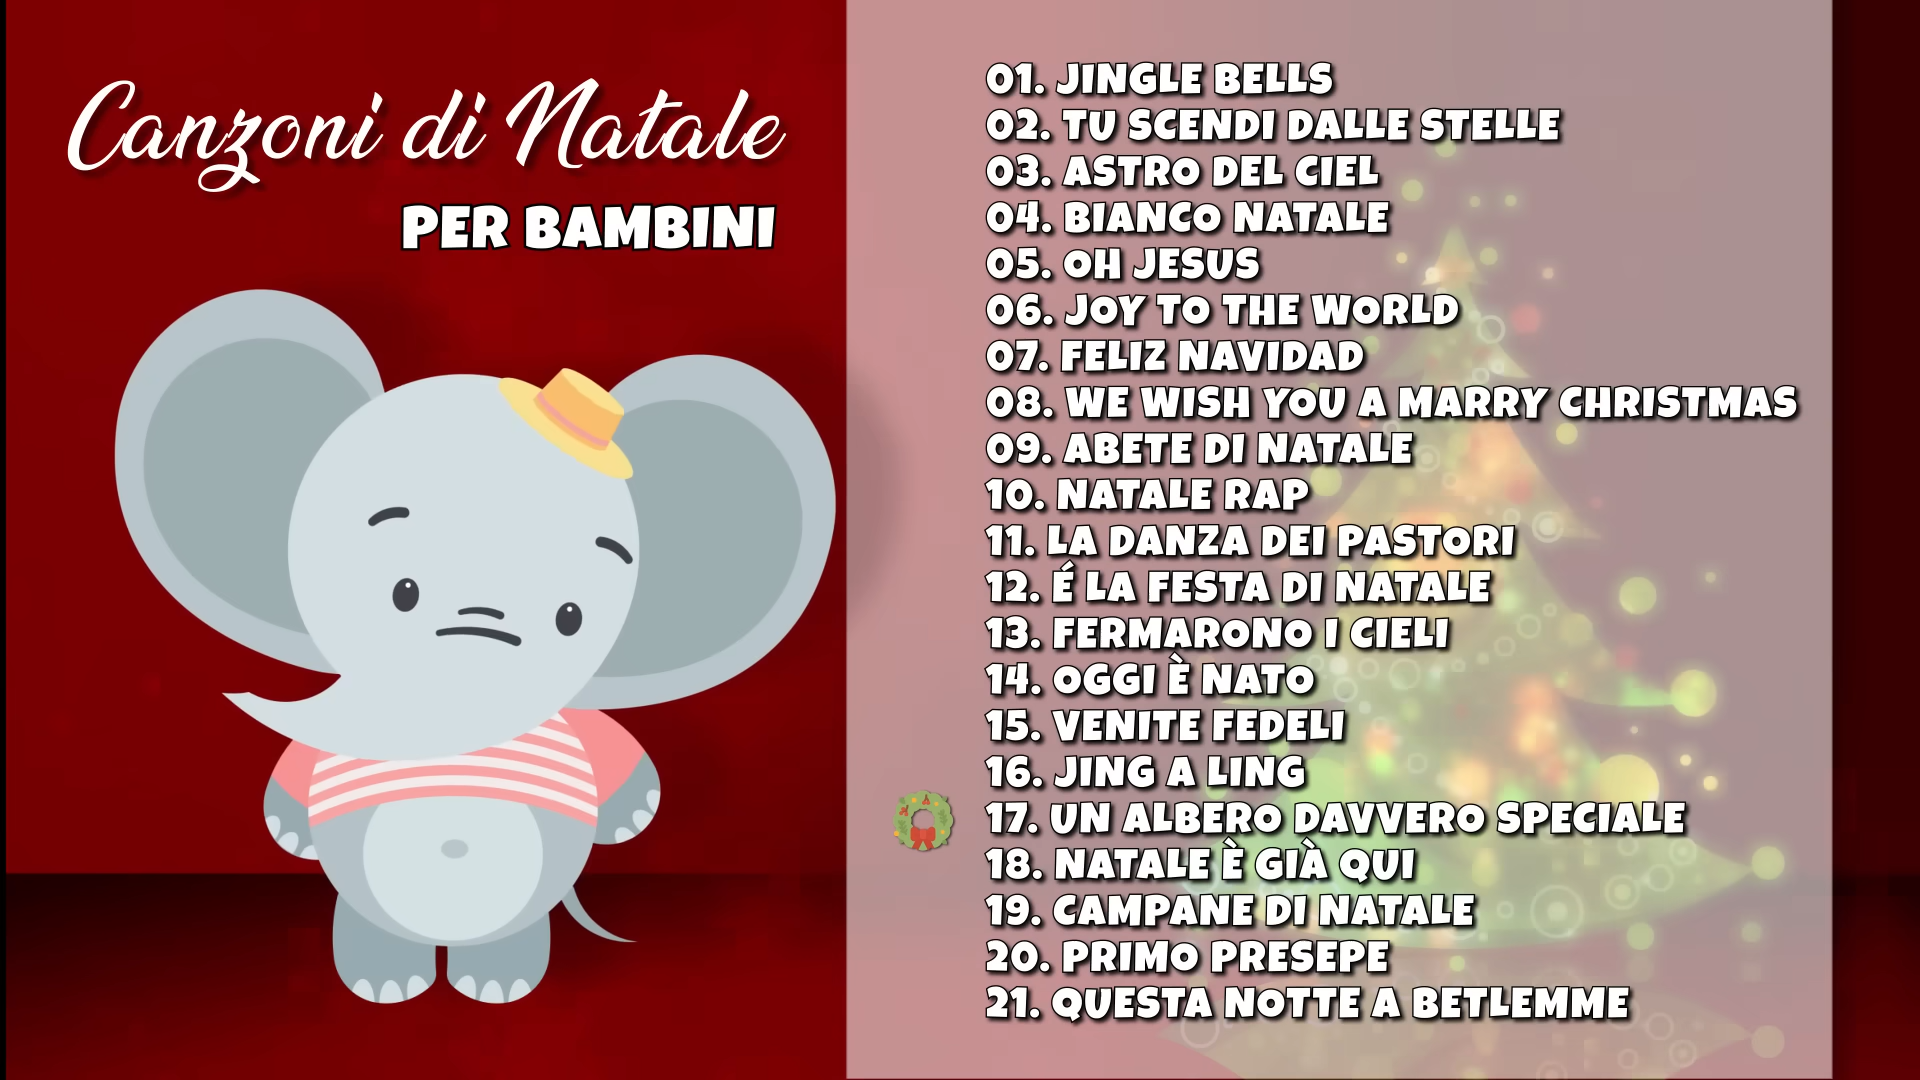 Canzoni di Natale
PER BAMBINI
01. JINGLE BELLS
02. TU SCENDI DALLE STELLE
03. ASTRO DEL CIEL
04. BIANCO NATALE
05. OH JESUS
06. JOY TO THE WORLD
07. FELIZ NAVIDAD
08. WE WISH YOU A MARRY CHRISTMAS
09. ABETE DI NATALE
10. NATALE RAP
11. LA DANZA DEI PASTORI
12. É LA FESTA DI NATALE
13. FERMARONO I CIELI
14. OGGI È NATO
15. VENITE FEDELI
16. JING A LING
17. UN ALBERO DAVVERO SPECIALE
18. NATALE È GIÀ QUI
19. CAMPANE DI NATALE
20. PRIMO PRESEPE
21. QUESTA NOTTE A BETLEMME